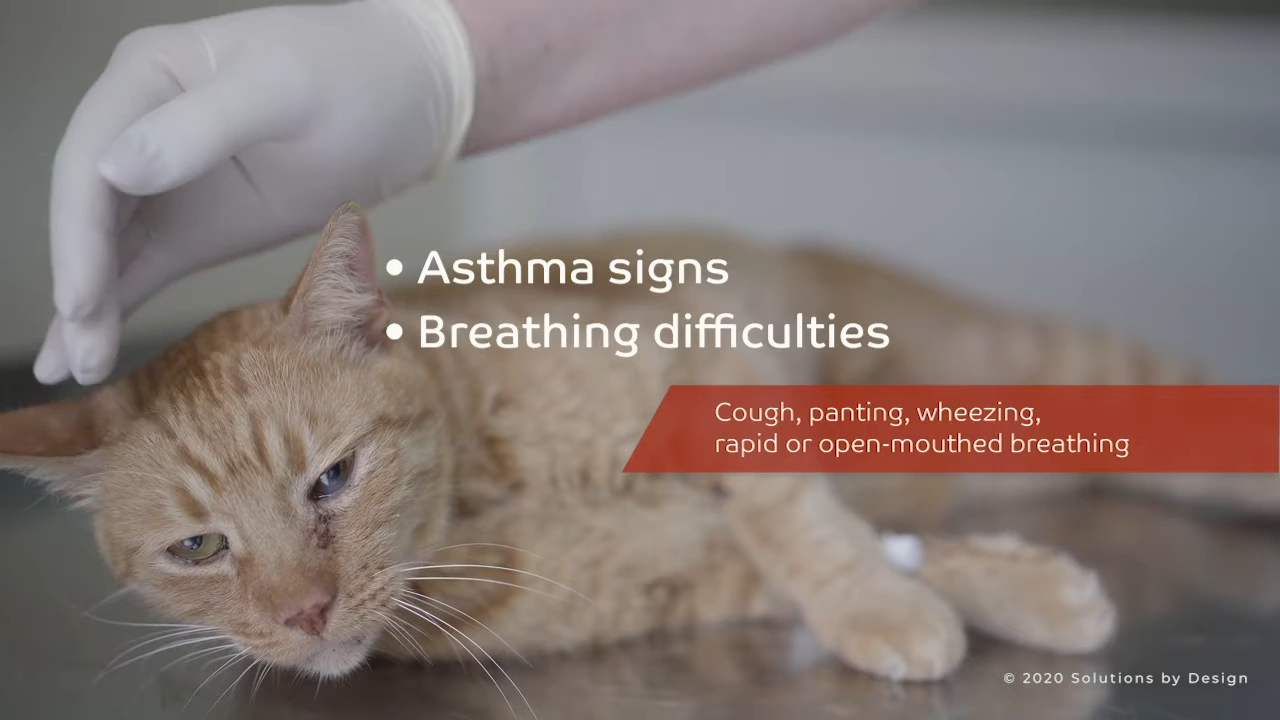 • Asthma signs
• Breathing difficulties
Cough, panting, wheezing,
rapid or open-mouthed breathing
© 2020 Solutions by Design